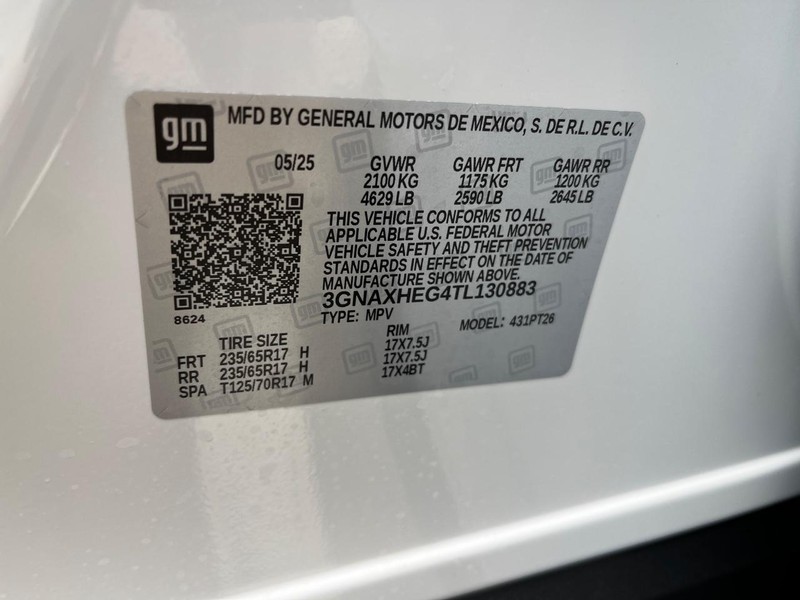 gm MFD BY GENERAL MOTORS DE MEXICO, S. DE R.L. DE C.V.
05/25 GVWR GAWR FRT GAWR RR
2100 KG 1175 KG 1200 KG
4629 LB 2590 LB 2645 LB
THIS VEHICLE CONFORMS TO ALL
APPLICABLE U.S. FEDERAL MOTOR
VEHICLE SAFETY AND THEFT PREVENTION
STANDARDS IN EFFECT ON THE DATE OF
MANUFACTURE SHOWN ABOVE.
3GNAXHEG4TL130883
8624 TYPE: MPV MODEL: 431PT26
TIRE SIZE RIM
FRT 235/65R17 H 17X7.5J
RR 235/65R17 H 17X7.5J
SPA T125/70R17 M 17X4BT